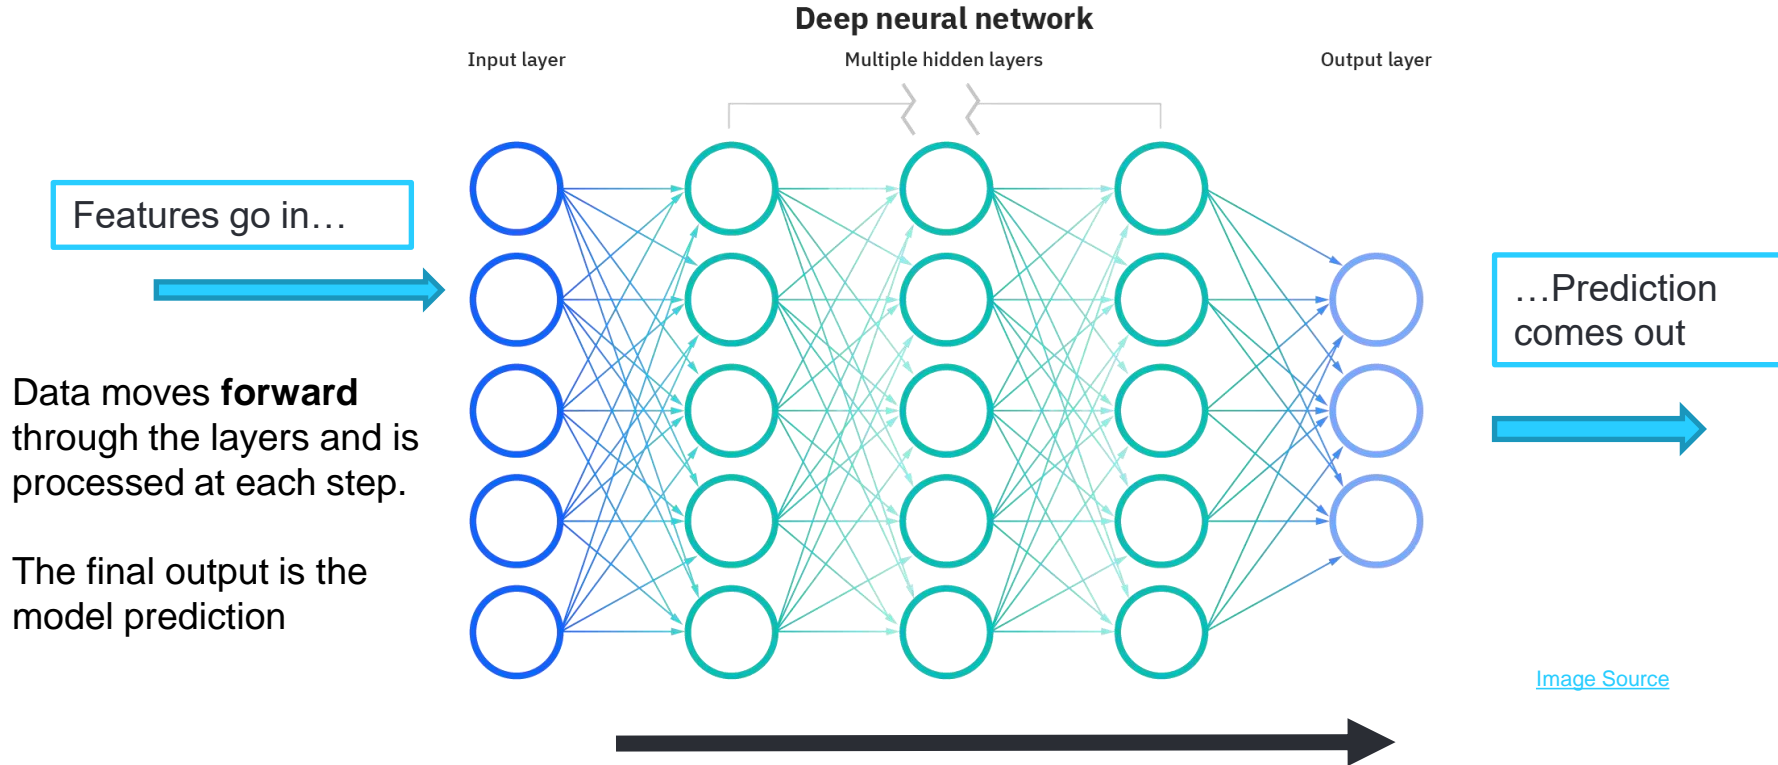 Deep neural network
Input layer
Multiple hidden layers
Output layer
Features go in…
…Prediction
comes out
Data moves forward
through the layers and is
processed at each step.
The final output is the
model prediction
Image Source